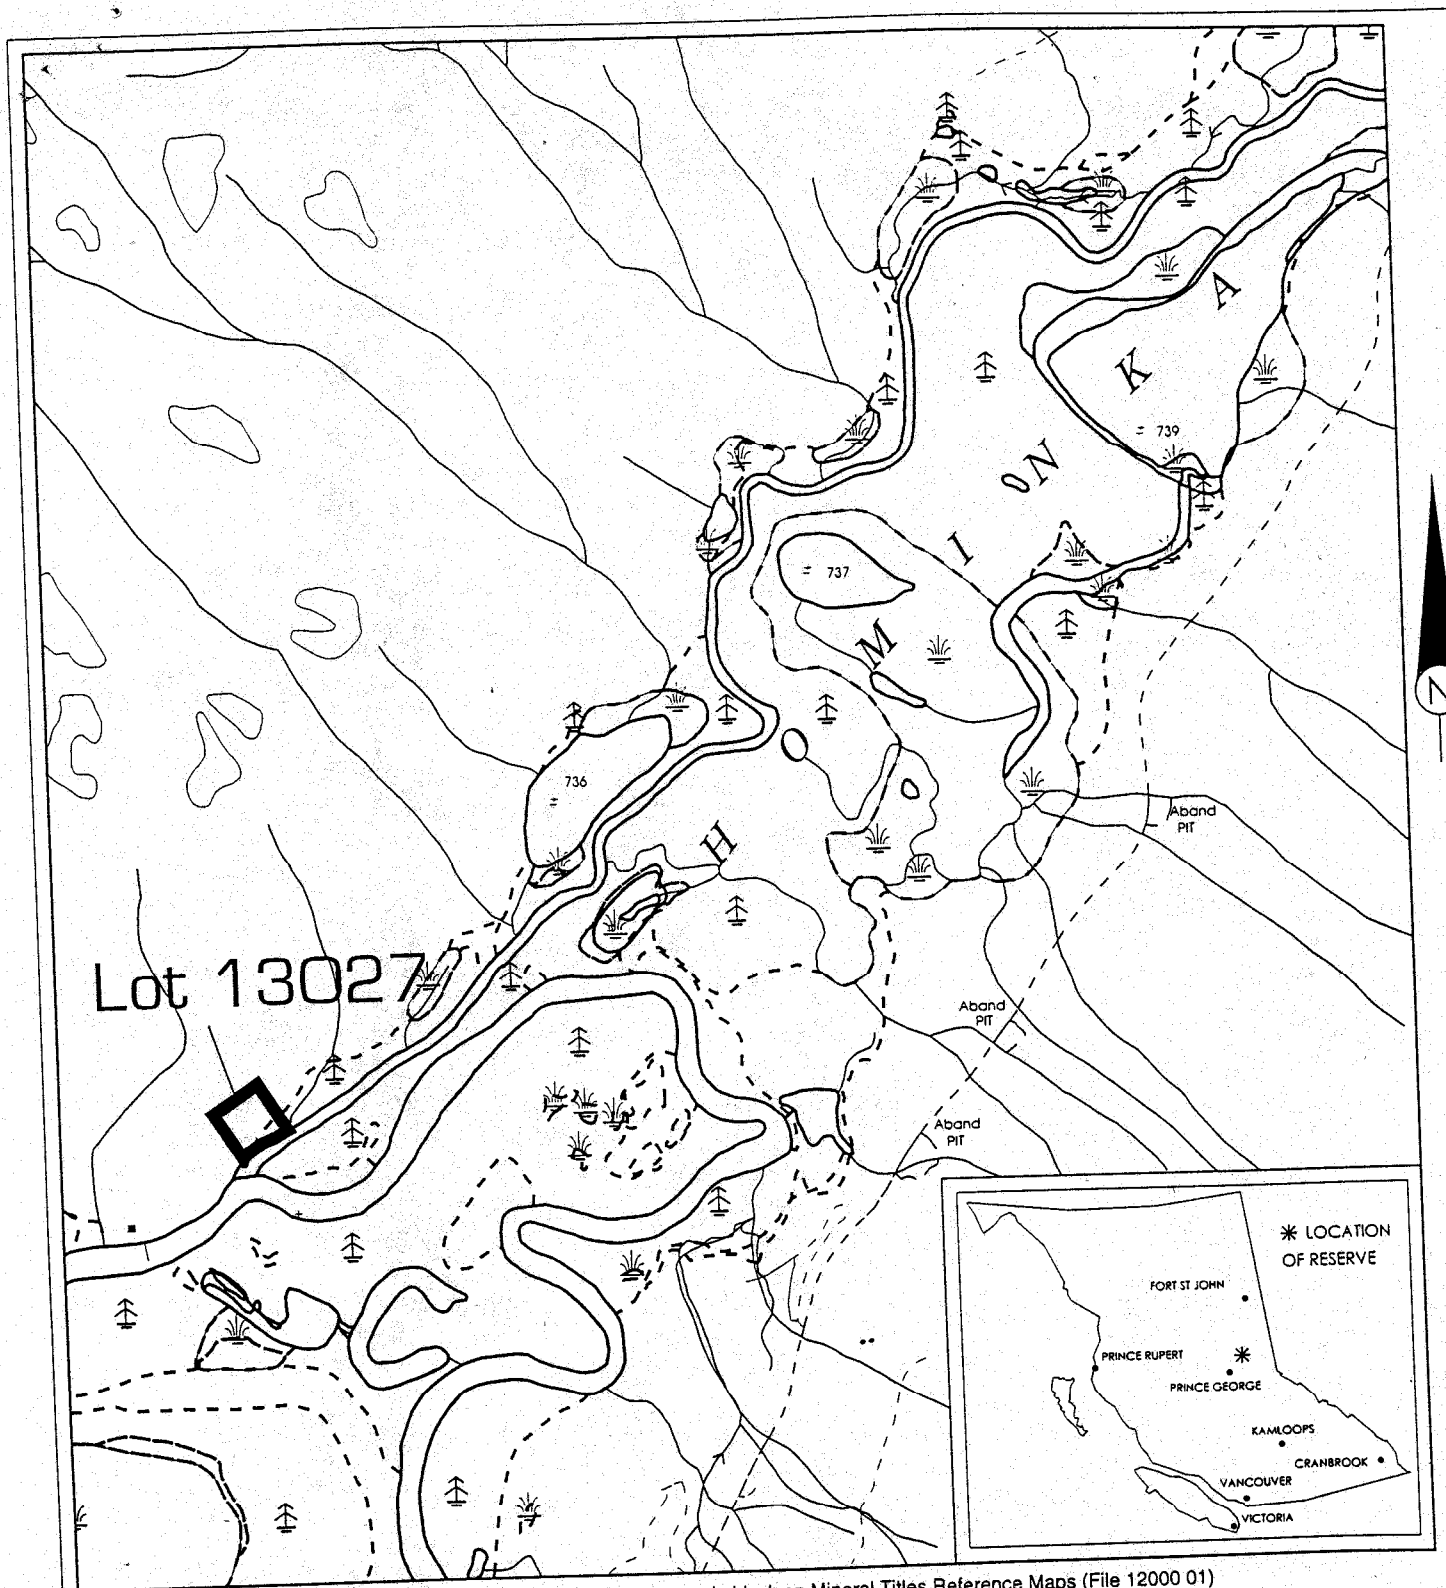 A
K
739
N
I
737
M
736
Aband
PIT
H
Lot 13027
Aband
PIT
Aband
PIT
N
LOCATION
OF RESERVE
FORT ST JOHN
PRINCE RUPERT
PRINCE GEORGE
KAMLOOPS
CRANBROOK
VANCOUVER
VICTORIA
Mineral Titles Reference Maps (File 12000 01)